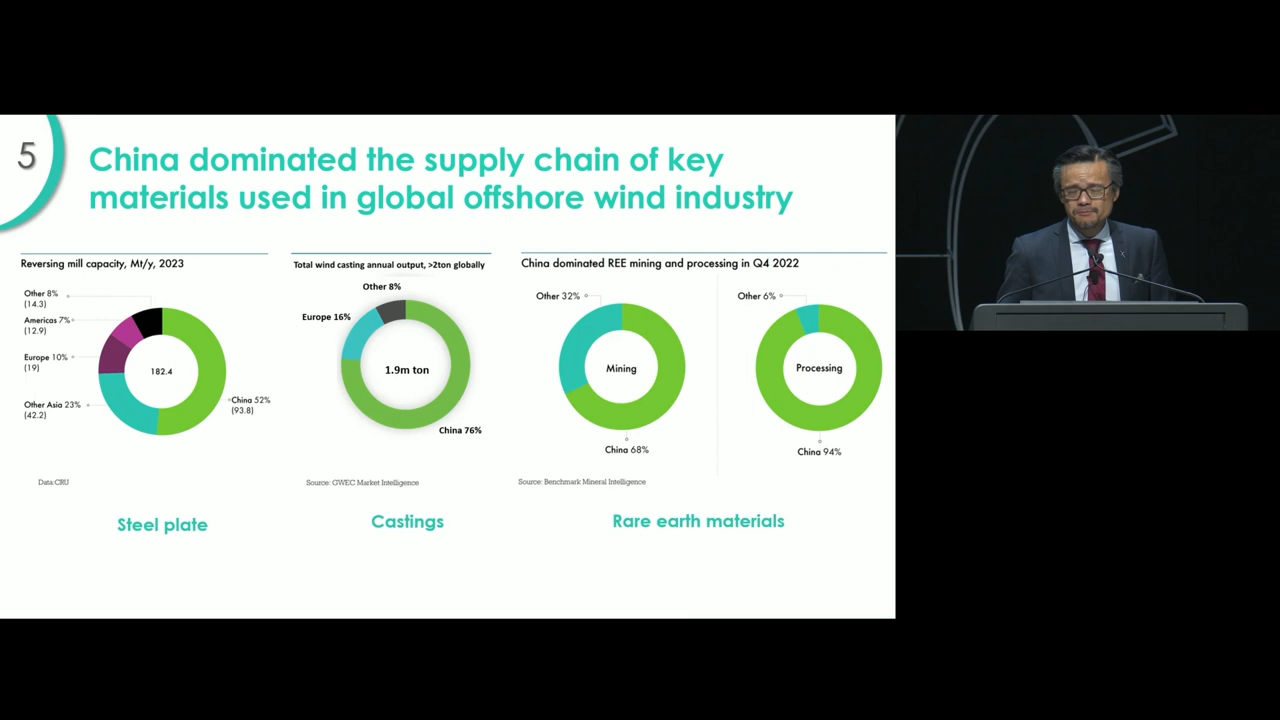 5
China dominated the supply chain of key
materials used in global offshore wind industry
Reversing mill capacity, Mt/y, 2023
Other 8%
(14.3)
Americas 7%
(12.9)
Europe 10%
(19)
Other Asia 23%
(42.2)
182.4
China 52%
(93.8)
Data:CRU
Steel plate
Total wind casting annual output, >2ton globally
Other 8%
Europe 16%
1.9m ton
China 76%
Source: GWEC Market Intelligence
Castings
China dominated REE mining and processing in Q4 2022
Other 32%
Mining
China 68%
Other 6%
Processing
China 94%
Source: Benchmark Mineral Intelligence
Rare earth materials